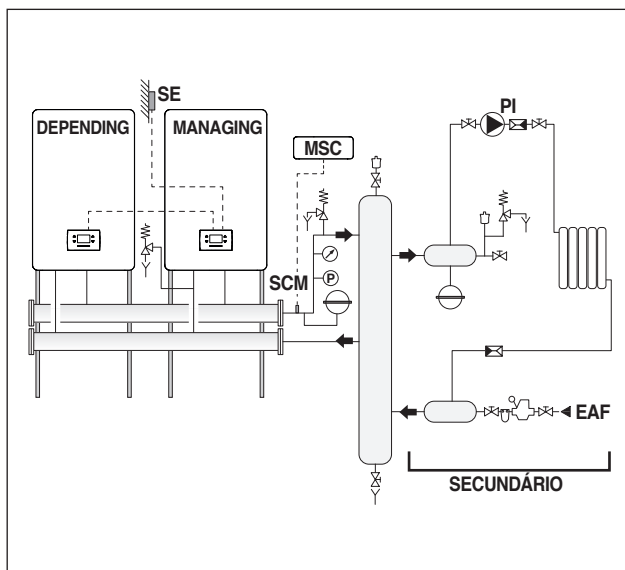 SE
PI
DEPENDING
MANAGING
MSC
SCM
P
EAF
SECUNDÁRIO